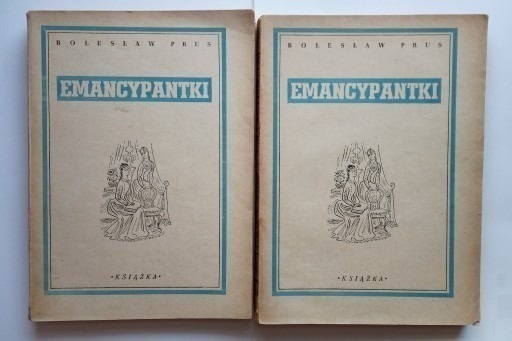 BOLESŁAW PRUS
EMANCYPANTKI
•KSIĄŻKA•
BOLESŁAW PRUS
EMANCYPANTKI
•KSIĄŻKA•